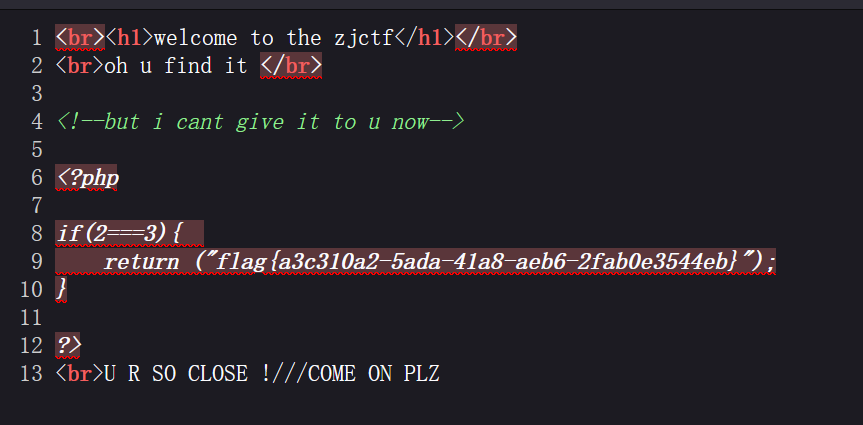 1 <br><h1>welcome to the zjctf</h1></br>
2 <br>oh u find it </br>
3
4 <!--but i cant give it to u now-->
5
6 <?php
7
8 if(2===3){
9     return ("flag{a3c310a2-5ada-41a8-aeb6-2fab0e3544eb}");
10 }
11
12 ?>
13 <br>U R SO CLOSE !///COME ON PLZ